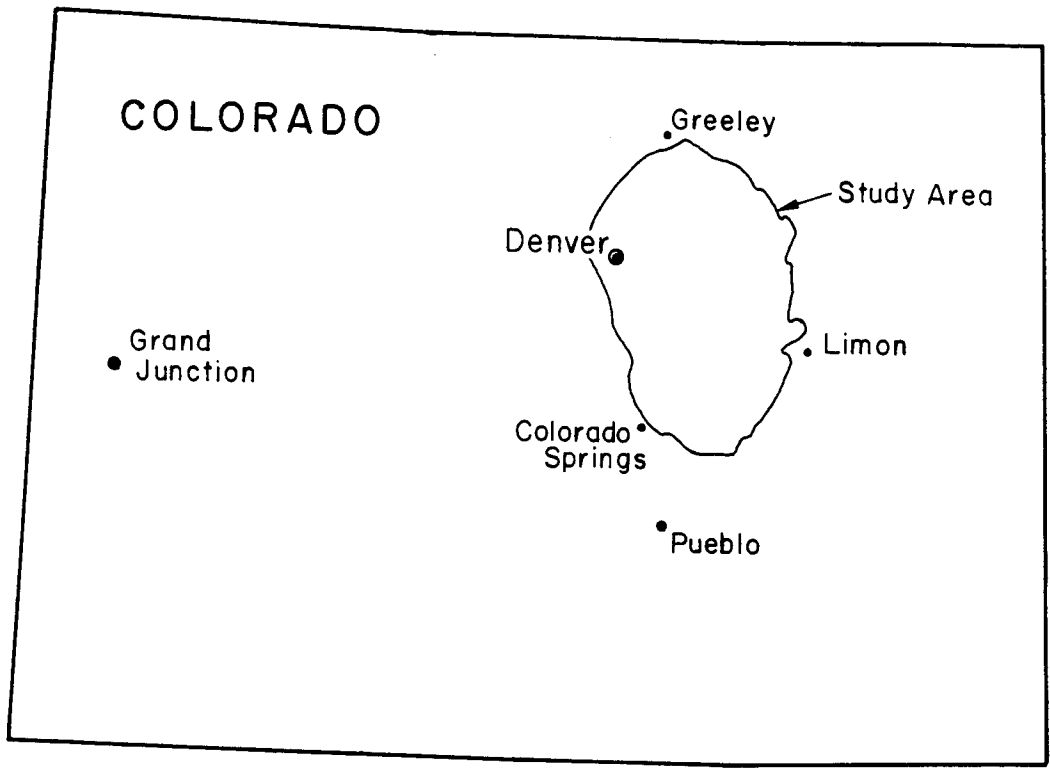 COLORADO
Greeley
Study Area
Denver
Grand
Junction
Limon
Colorado
Springs
Pueblo